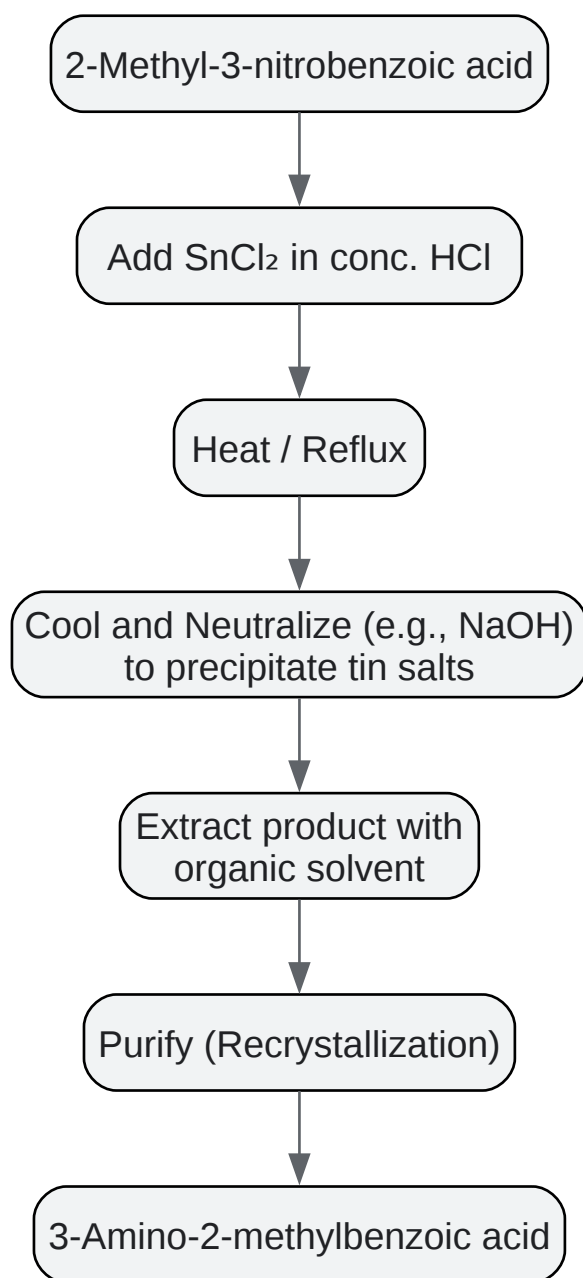 2-Methyl-3-nitrobenzoic acid
Add SnCl₂ in conc. HCl
Heat / Reflux
Cool and Neutralize (e.g., NaOH)
to precipitate tin salts
Extract product with
organic solvent
Purify (Recrystallization)
3-Amino-2-methylbenzoic acid